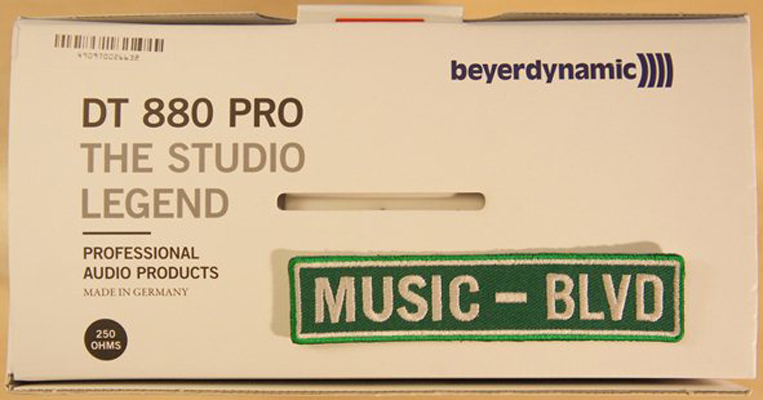 beyerdynamic
DT 880 PRO
THE STUDIO
LEGEND
PROFESSIONAL
AUDIO PRODUCTS
MADE IN GERMANY
250
OHMS
MUSIC – BLVD